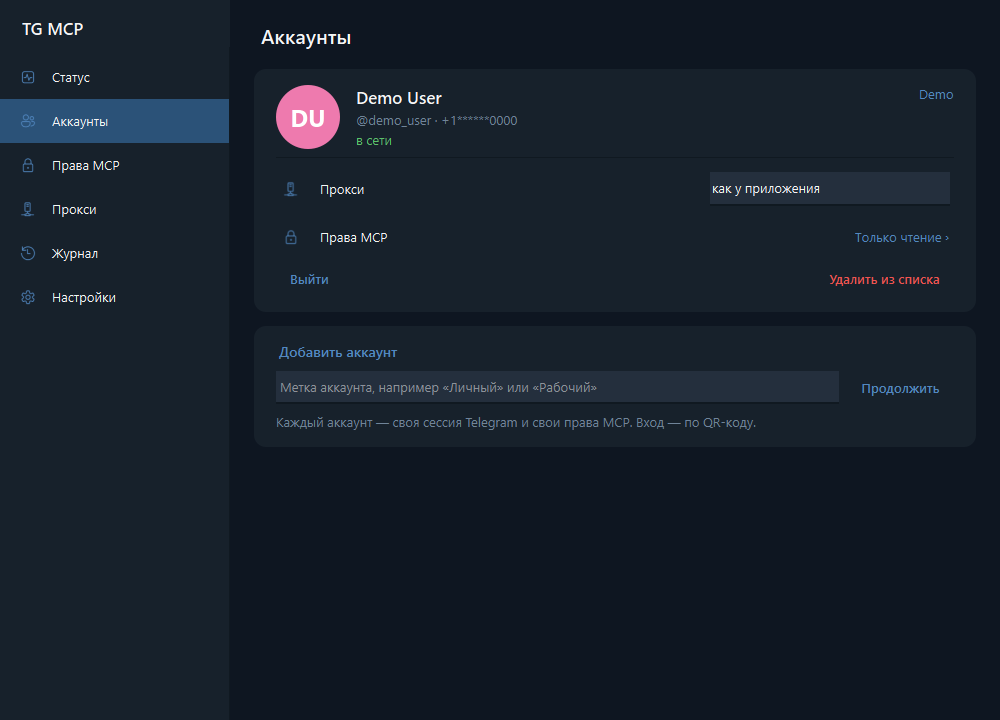 TG MCP
Статус
Аккаунты
Права MCP
Прокси
Журнал
Настройки
Аккаунты
DU
Demo User
Demo
@demo_user · +1******0000
в сети
Прокси
как у приложения
Права MCP
Только чтение ›
Выйти
Удалить из списка
Добавить аккаунт
Метка аккаунта, например «Личный» или «Рабочий»
Продолжить
Каждый аккаунт — своя сессия Telegram и свои права MCP. Вход — по QR-коду.